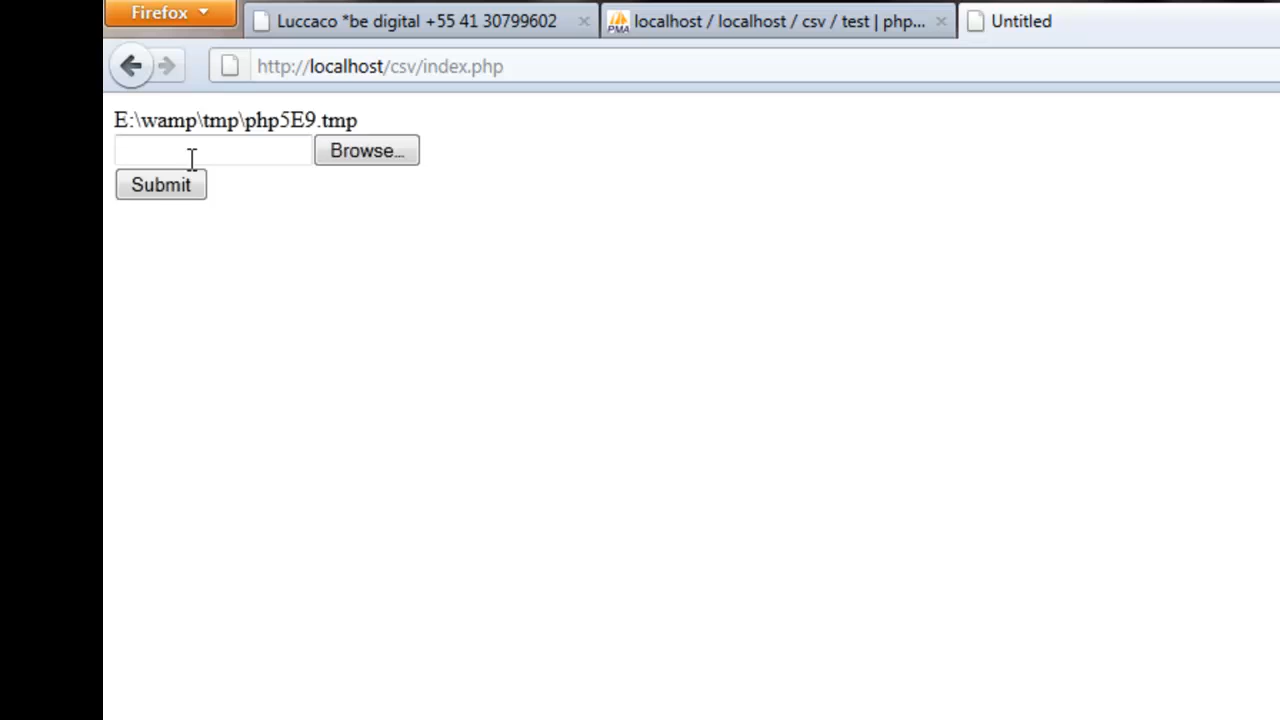 Firefox
Luccaco *be digital +55 41 30799602
localhost / localhost / csv / test | php...
Untitled
http://localhost/csv/index.php
E:\wamp\tmp\php5E9.tmp
Browse...
Submit